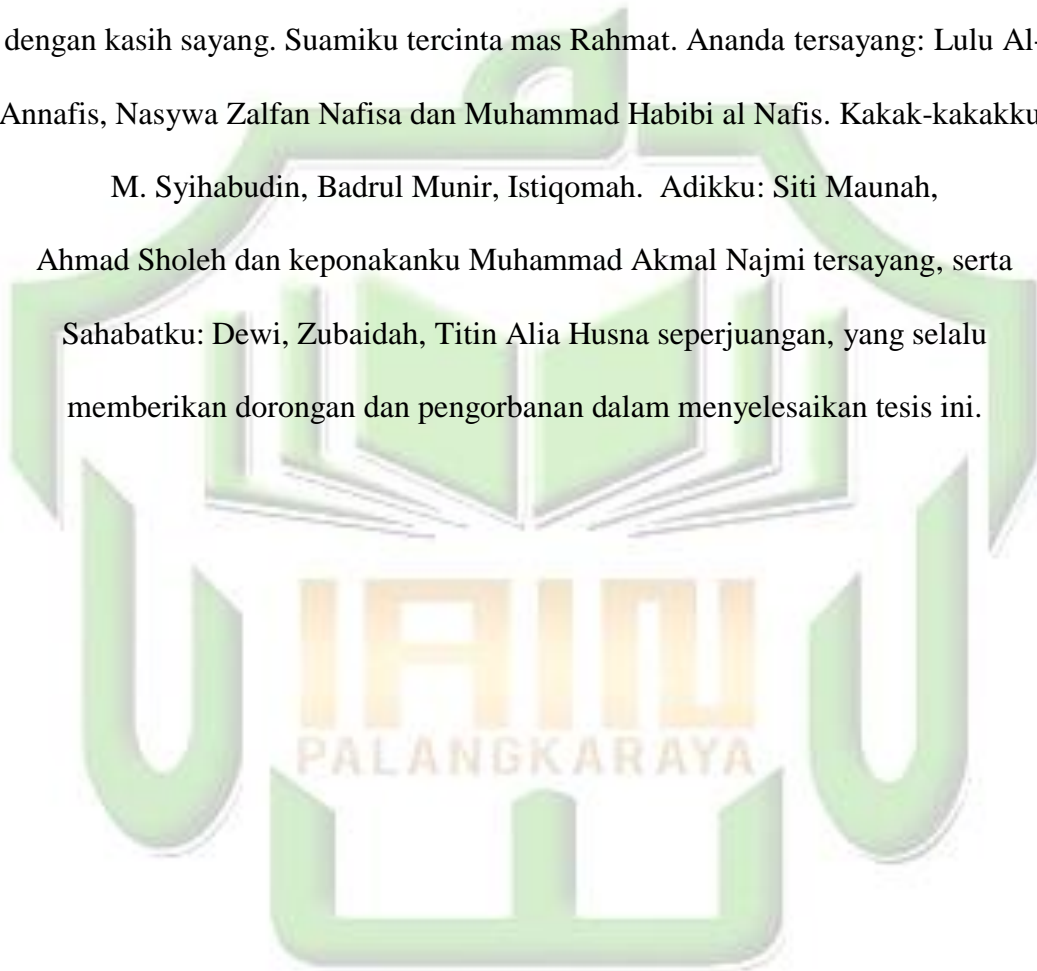 dengan kasih sayang. Suamiku tercinta mas Rahmat. Ananda tersayang: Lulu Al-
Annafis, Nasywa Zalfan Nafisa dan Muhammad Habibi al Nafis. Kakak-kakakku
M. Syihabudin, Badrul Munir, Istiqomah. Adikku: Siti Maunah,
Ahmad Sholeh dan keponakanku Muhammad Akmal Najmi tersayang, serta
Sahabatku: Dewi, Zubaidah, Titin Alia Husna seperjuangan, yang selalu
memberikan dorongan dan pengorbanan dalam menyelesaikan tesis ini.
IAIN
PALANGKARAYA